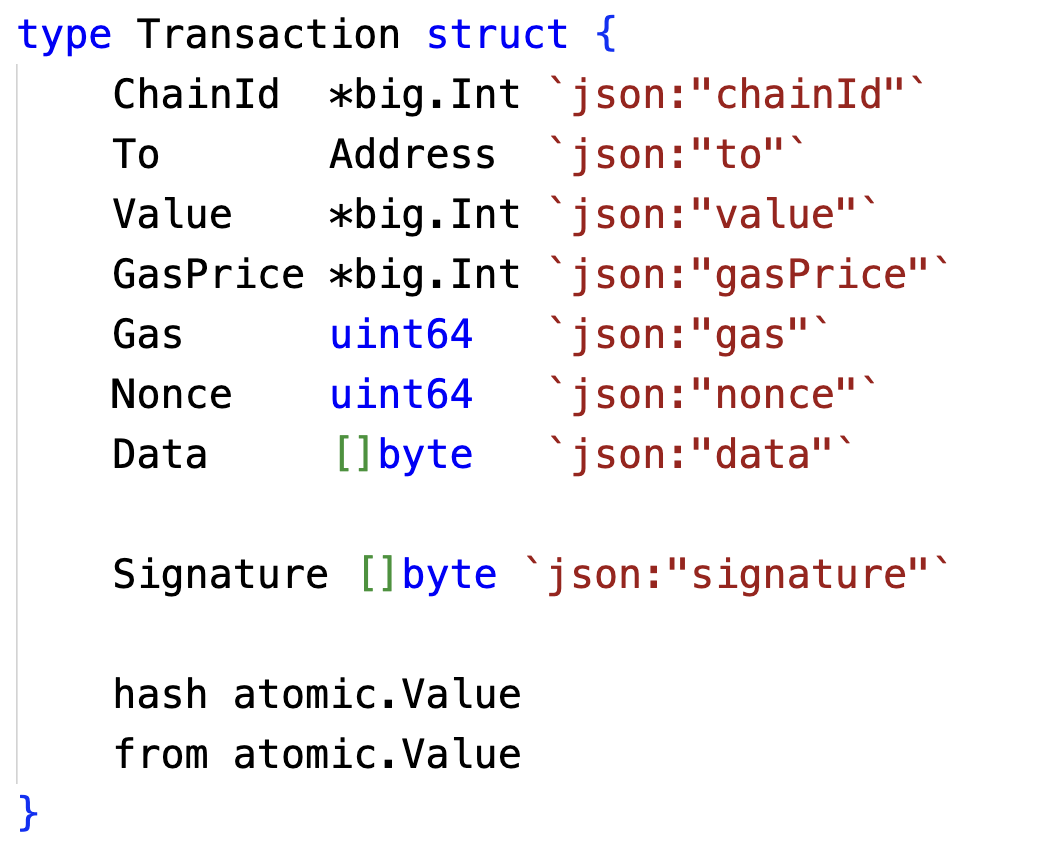 type Transaction struct {
    ChainId  *big.Int `json:"chainId"`
    To       Address  `json:"to"`
    Value    *big.Int `json:"value"`
    GasPrice *big.Int `json:"gasPrice"`
    Gas      uint64   `json:"gas"`
    Nonce    uint64   `json:"nonce"`
    Data     []byte   `json:"data"`

    Signature []byte `json:"signature"`

    hash atomic.Value
    from atomic.Value
}